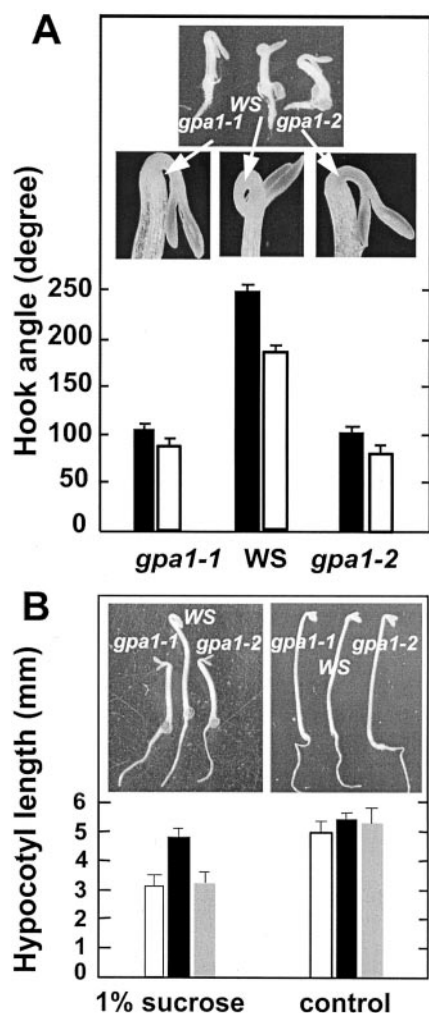 A
WS
gpa1-1
gpa1-2
Hook angle (degree)
250
200
150
100
50
0
gpa1-1 WS gpa1-2
B
WS
gpa1-1
gpa1-2
gpa1-1
gpa1-2
WS
Hypocotyl length (mm)
6
5
4
3
2
1
0
1% sucrose control